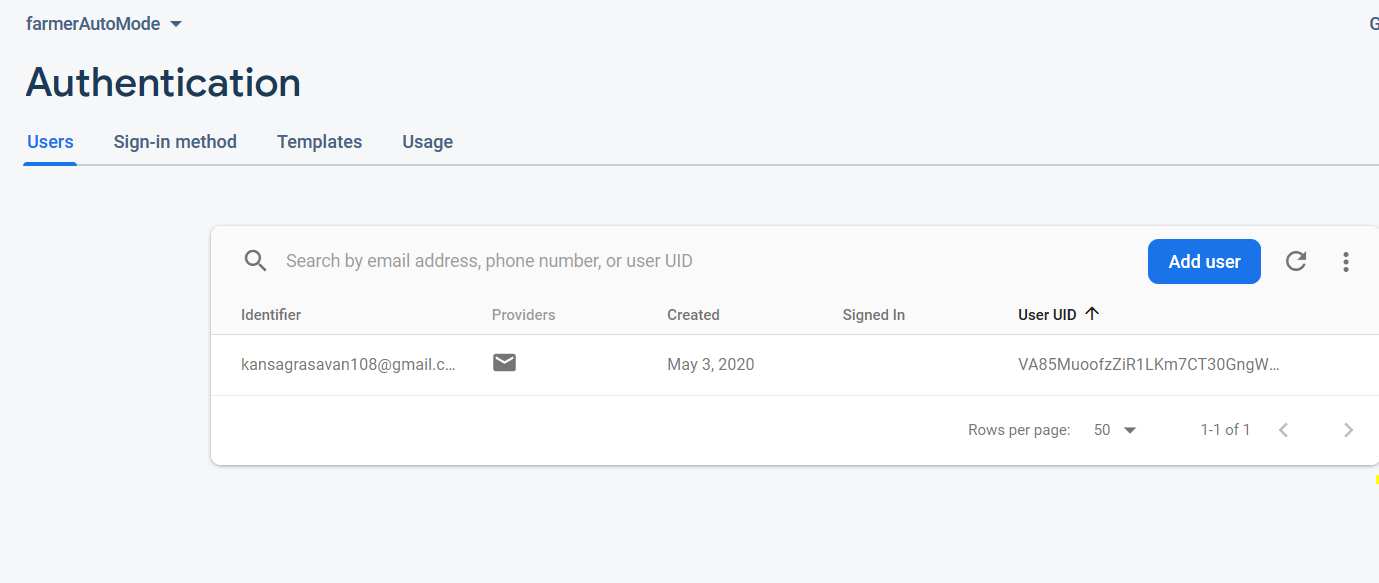 farmerAutoMode
G
Authentication
Users Sign-in method Templates Usage
Search by email address, phone number, or user UID Add user
Identifier Providers Created Signed In User UID
kansagrasavan108@gmail.c... May 3, 2020 VA85MuoofzZiR1LKm7CT30GngW...
Rows per page: 50 1-1 of 1